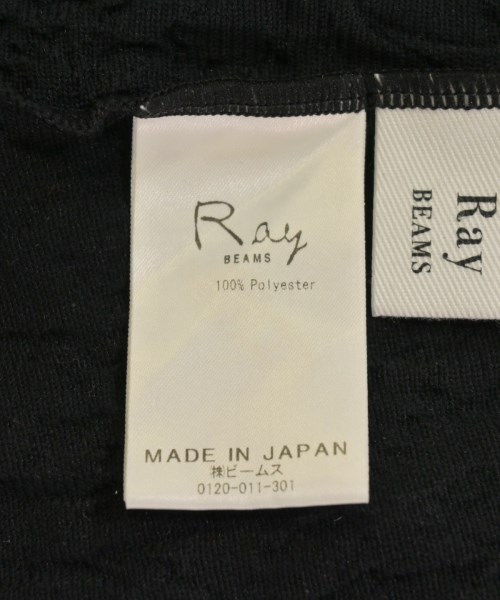 Ray
BEAMS
100% Polyester
MADE IN JAPAN
㈱ビームス
0120-011-301
Ray
BEAMS